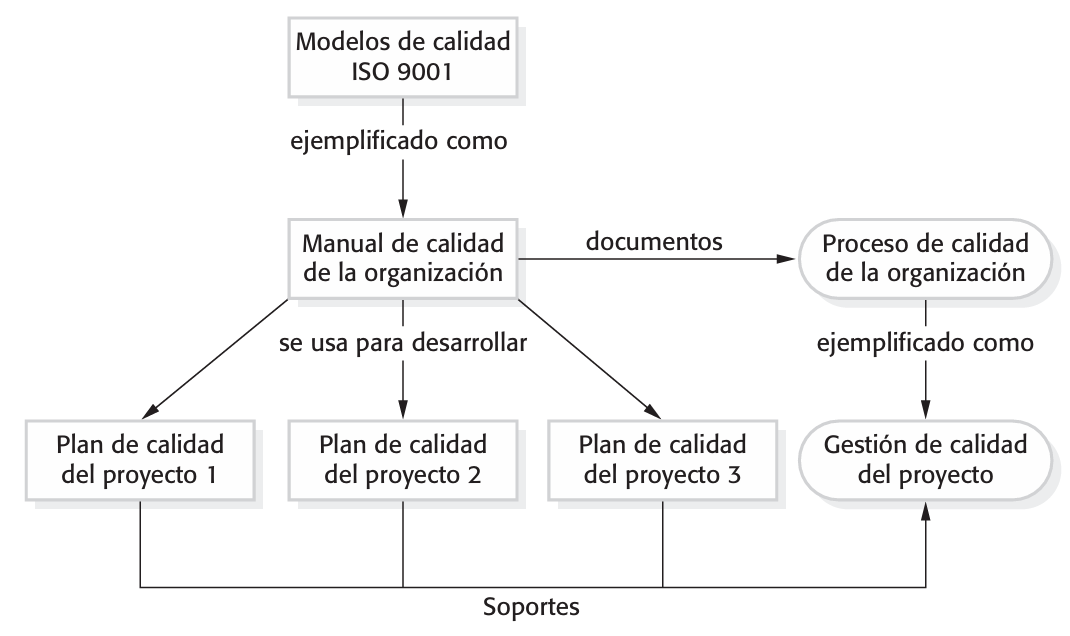 Modelos de calidad
ISO 9001
ejemplificado como
Manual de calidad
de la organización
documentos
Proceso de calidad
de la organización
se usa para desarrollar
ejemplificado como
Plan de calidad
del proyecto 1
Plan de calidad
del proyecto 2
Plan de calidad
del proyecto 3
Gestión de calidad
del proyecto
Soportes